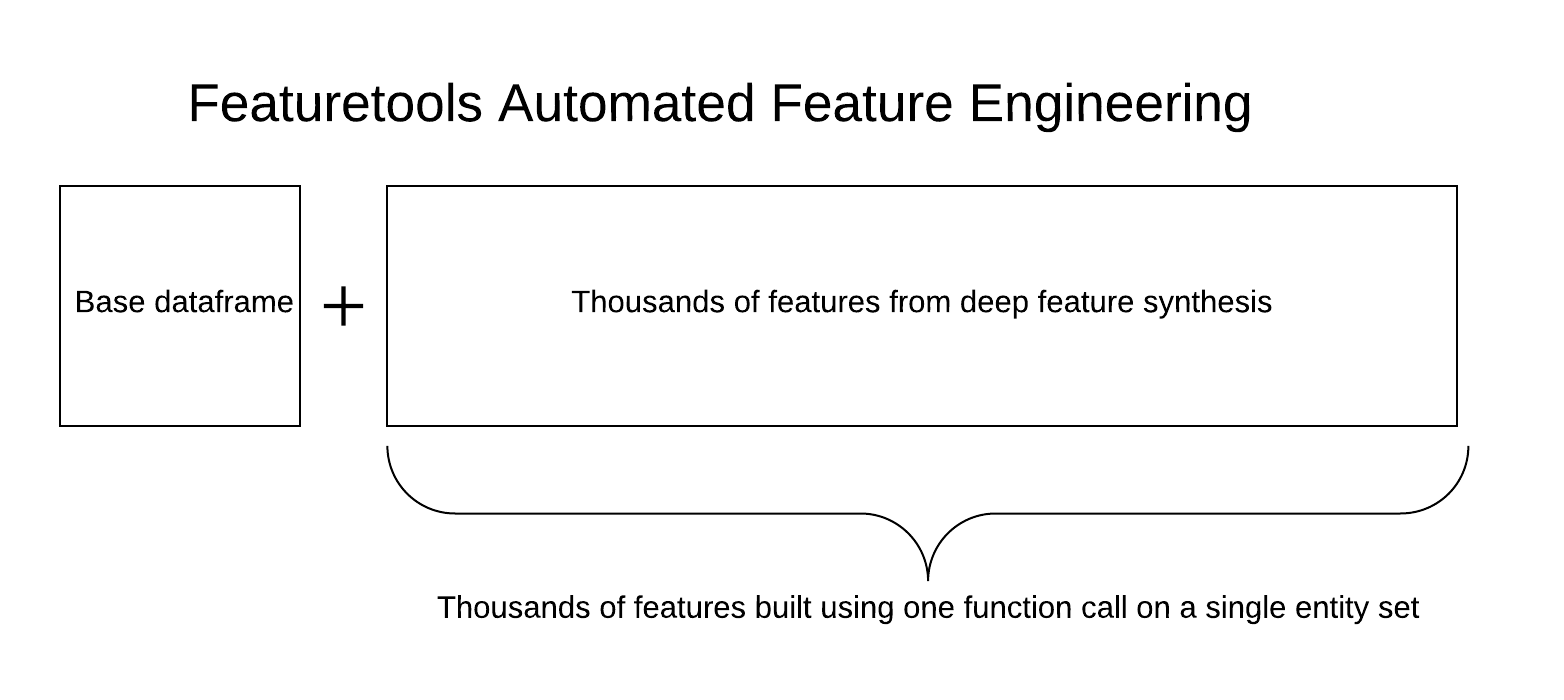 Featuretools Automated Feature Engineering
Base dataframe
+
Thousands of features from deep feature synthesis
Thousands of features built using one function call on a single entity set